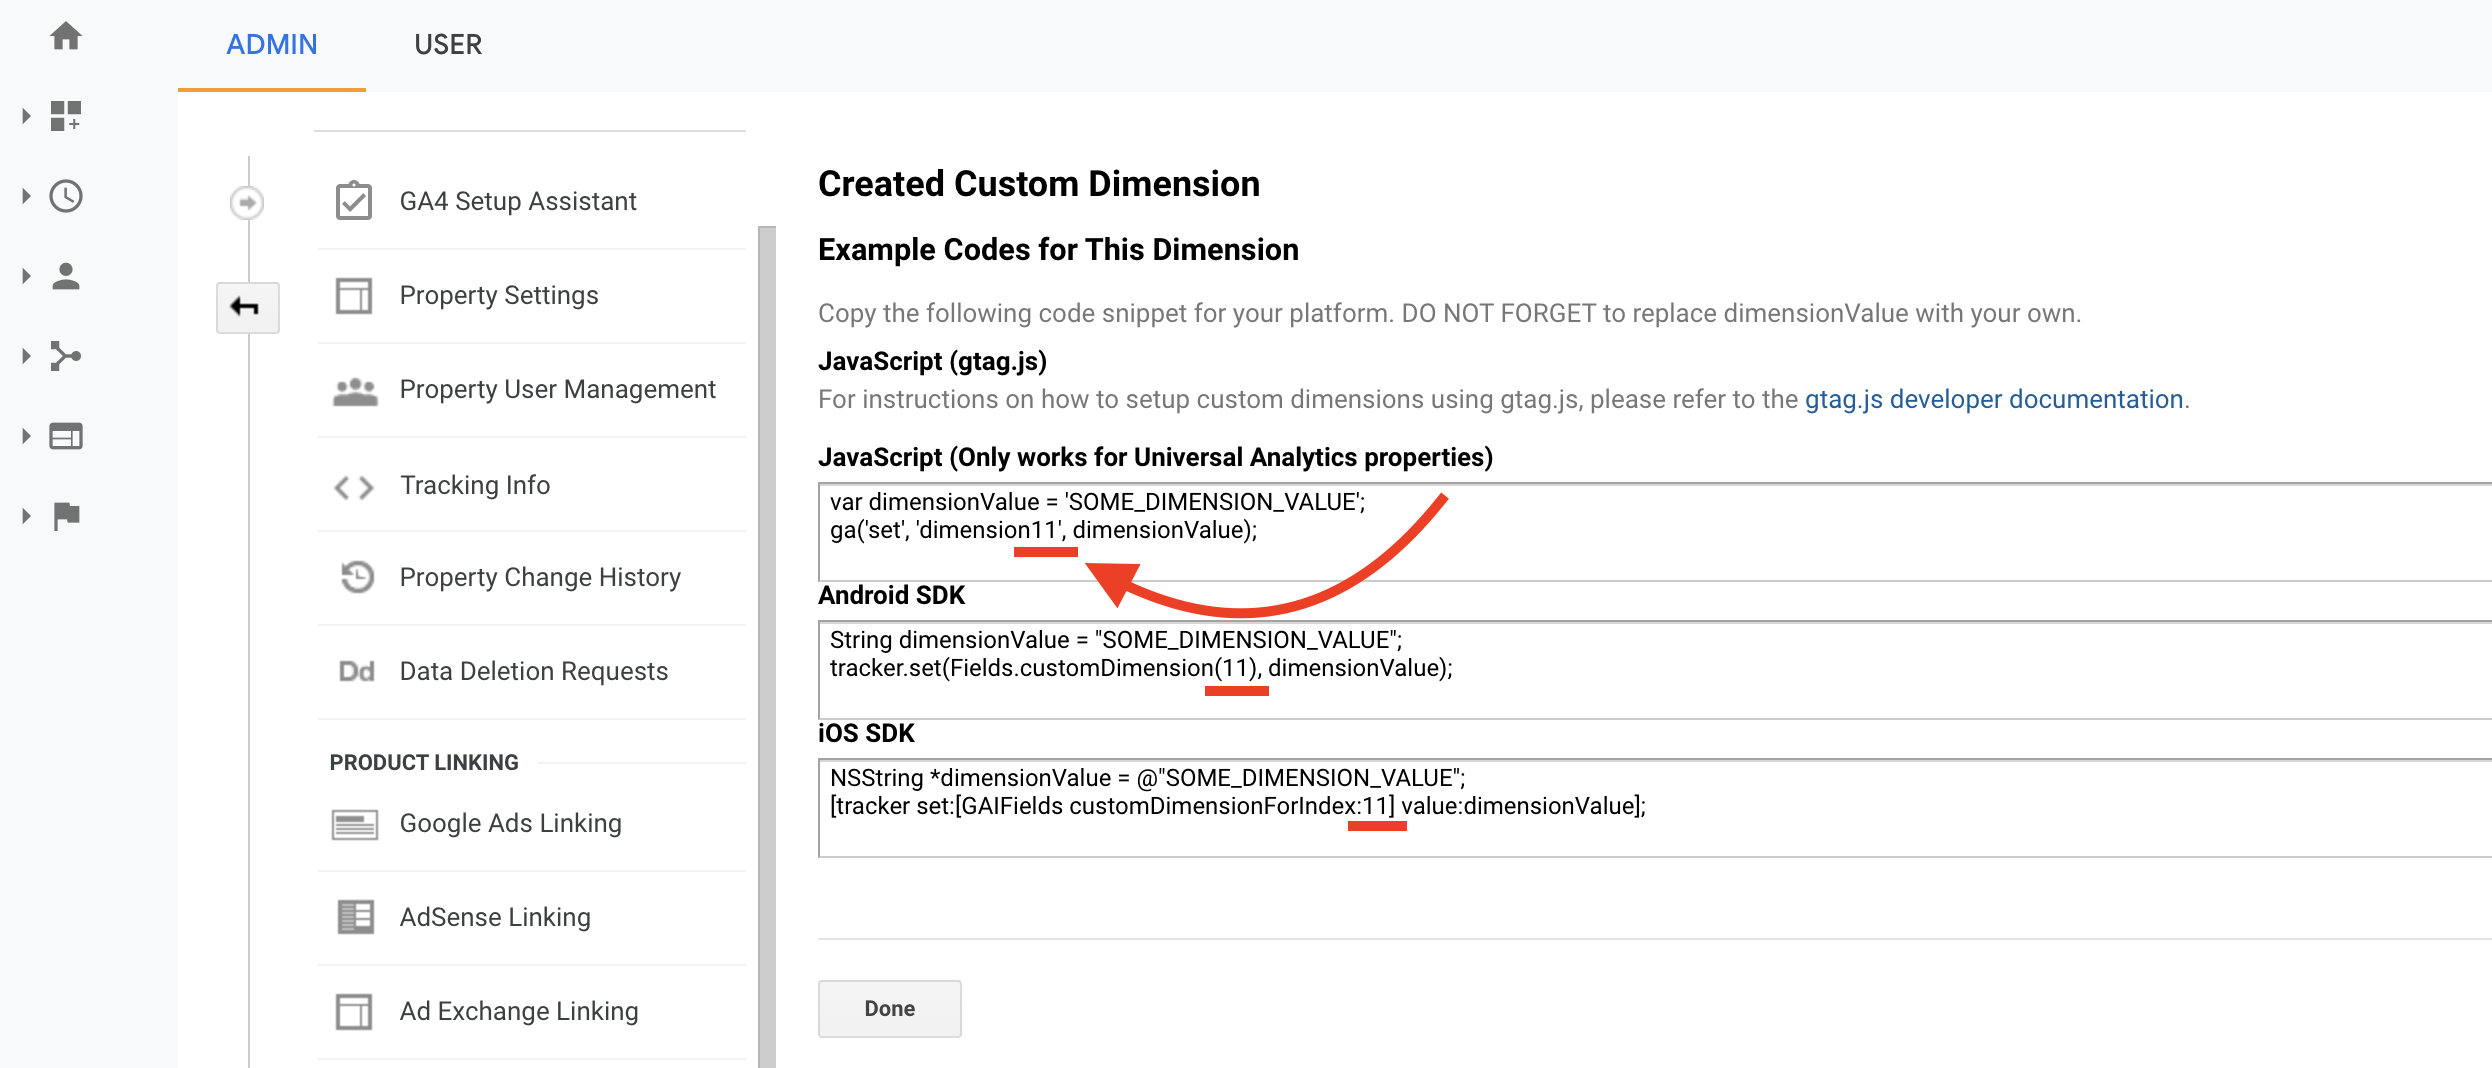 ADMIN
USER
GA4 Setup Assistant
Property Settings
Property User Management
Tracking Info
Property Change History
Dd Data Deletion Requests
PRODUCT LINKING
Google Ads Linking
AdSense Linking
Ad Exchange Linking
Created Custom Dimension
Example Codes for This Dimension
Copy the following code snippet for your platform. DO NOT FORGET to replace dimensionValue with your own.
JavaScript (gtag.js)
For instructions on how to setup custom dimensions using gtag.js, please refer to the gtag.js developer documentation.
JavaScript (Only works for Universal Analytics properties)
var dimensionValue = 'SOME_DIMENSION_VALUE';
ga('set', 'dimension11', dimensionValue);
Android SDK
String dimensionValue = "SOME_DIMENSION_VALUE";
tracker.set(Fields.customDimension(11), dimensionValue);
iOS SDK
NSString *dimensionValue = @"SOME_DIMENSION_VALUE";
[tracker set:[GAIFields customDimensionForIndex:11] value:dimensionValue];
Done